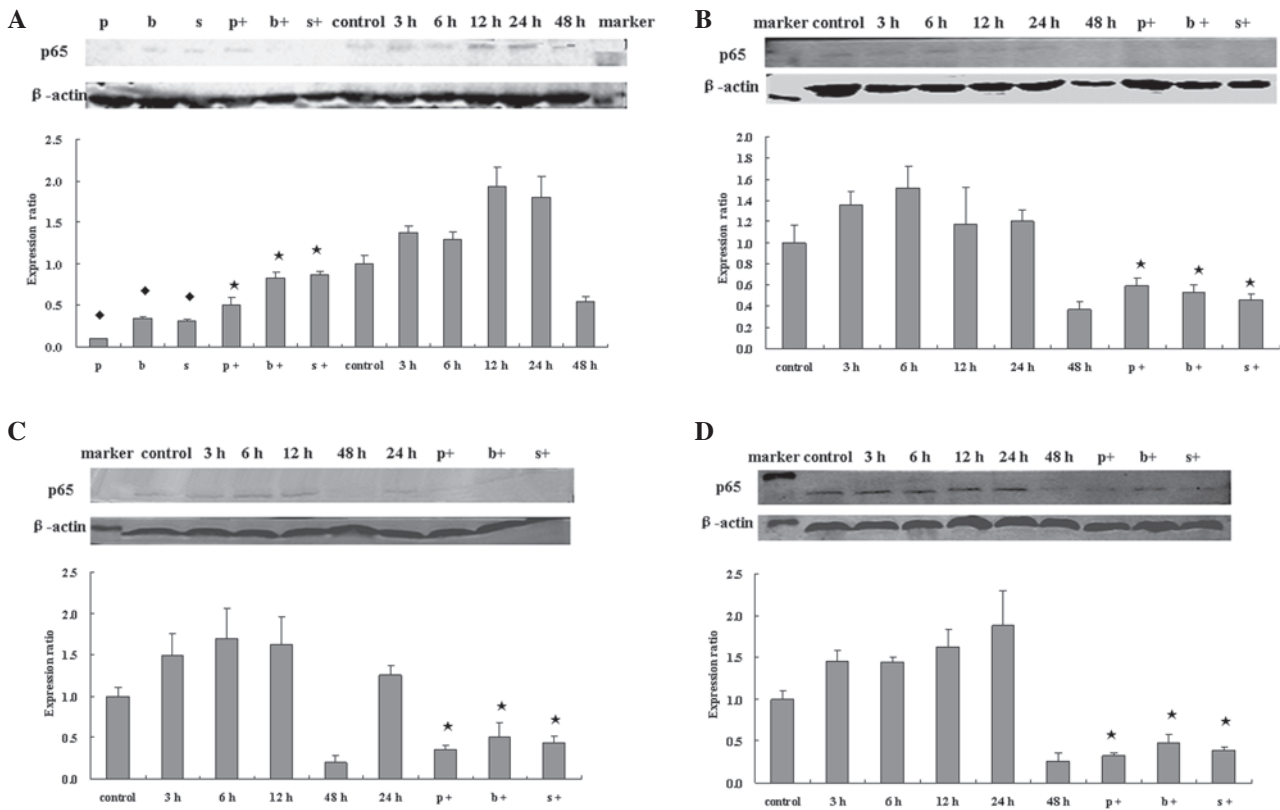 A
p b s p+ b+ s+ control 3 h 6 h 12 h 24 h 48 h marker
p65
β -actin
Expression ratio
2.5
2.0
1.5
1.0
0.5
0.0
p b s p + b + s + control 3 h 6 h 12 h 24 h 48 h
B
marker control 3 h 6 h 12 h 24 h 48 h p+ b + s+
p65
β -actin
Expression ratio
2.0
1.8
1.6
1.4
1.2
1.0
0.8
0.6
0.4
0.2
0.0
control 3 h 6 h 12 h 24 h 48 h p + b + s +
C
marker control 3 h 6 h 12 h 48 h 24 h p+ b+ s+
p65
β -actin
Expression ratio
2.5
2.0
1.5
1.0
0.5
0.0
control 3 h 6 h 12 h 48 h 24 h p + b + s +
D
marker control 3 h 6 h 12 h 24 h 48 h p+ b+ s+
p65
β -actin
Expression ratio
2.5
2.0
1.5
1.0
0.5
0.0
control 3 h 6 h 12 h 24 h 48 h p + b + s +